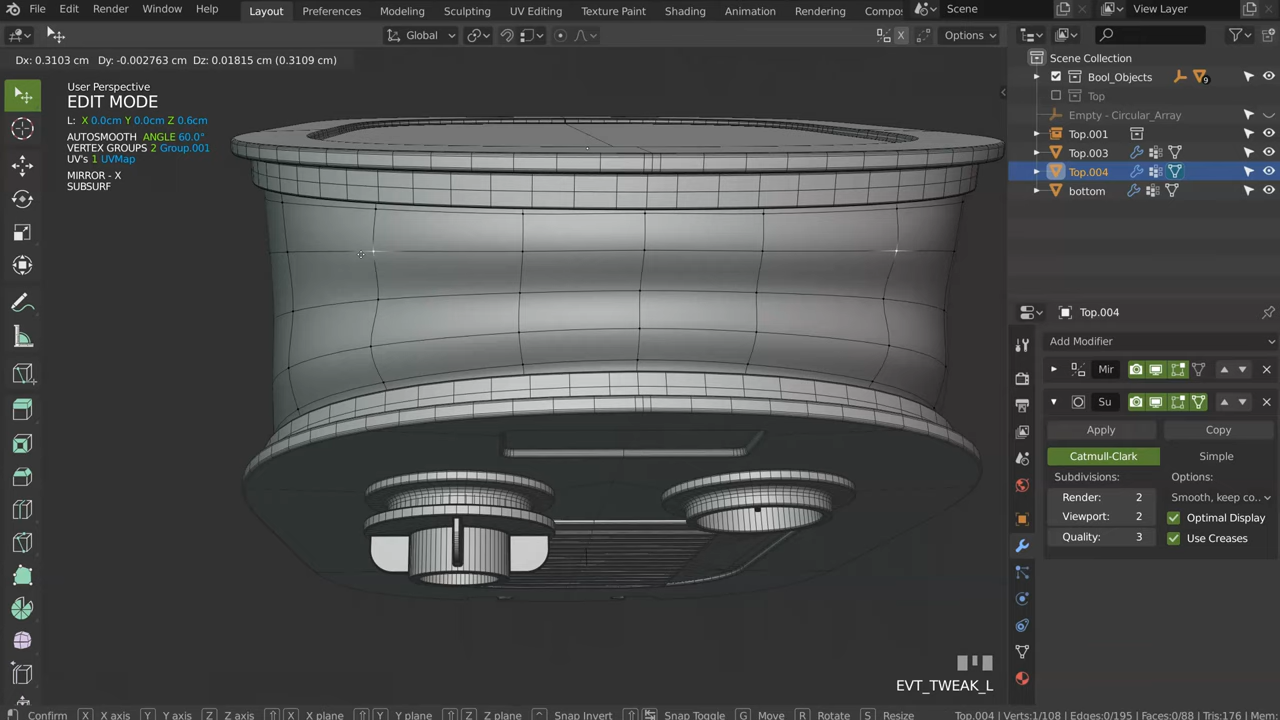 File Edit Render Window Help Layout Preferences Modeling Sculpting UV Editing Texture Paint Shading Animation Rendering Compos Scene View Layer
Global Options
X
Dx: 0.3103 cm Dy: -0.002763 cm Dz: 0.01815 cm (0.3109 cm)
User Perspective
EDIT MODE
L: X 0.0cm Y 0.0cm Z 0.6cm
AUTOSMOOTH ANGLE 60.0°
VERTEX GROUPS 2 Group.001
UV's 1 UVMap
MIRROR - X
SUBSURF
Scene Collection
Bool_Objects 9
Top
Empty - Circular_Array
Top.001
Top.003
Top.004
bottom
Top.004
Add Modifier
Mir
Su
Apply Copy
Catmull-Clark Simple
Subdivisions: Options:
Render: 2 Smooth, keep co..
Viewport: 2 Optimal Display
Quality: 3 Use Creases
EVT_TWEAK_L
Confirm X X axis Y Y axis Z Z axis X X plane Y Y plane Z Z plane Snap Invert Snap Toggle G Move R Rotate S Resize Top.004 | Verts:1/108 | Edges:0/195 | Faces:0/88 | Tris:176 | Mem